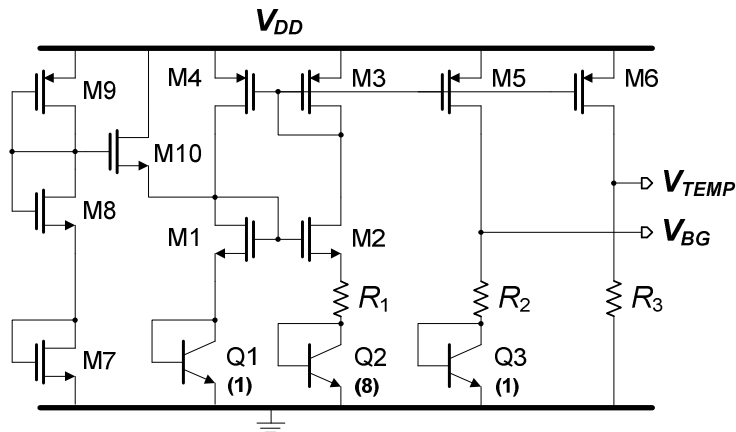 VDD
M9
M4
M3
M5
M6
M10
M8
VTEMP
M1
M2
VBG
R1
R2
R3
M7
Q1
(1)
Q2
(8)
Q3
(1)